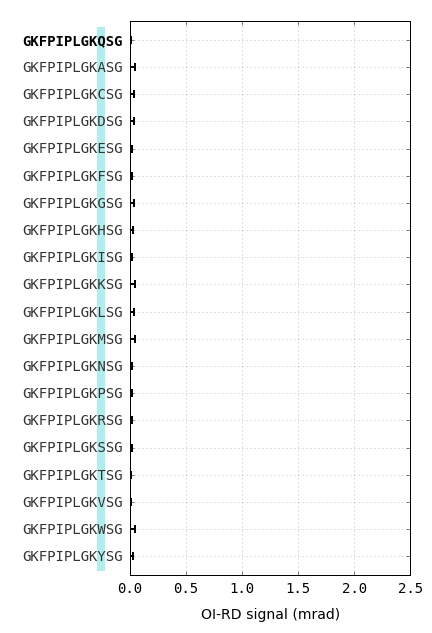 GKFPIPLGKQSG
GKFPIPLGKASG
GKFPIPLGKCSG
GKFPIPLGKDSG
GKFPIPLGKESG
GKFPIPLGKFSG
GKFPIPLGKGSG
GKFPIPLGKHSG
GKFPIPLGKISG
GKFPIPLGKKSG
GKFPIPLGKLSG
GKFPIPLGKMSG
GKFPIPLGKNSG
GKFPIPLGKPSG
GKFPIPLGKRSG
GKFPIPLGKSSG
GKFPIPLGKTSG
GKFPIPLGKVSG
GKFPIPLGKWSG
GKFPIPLGKYSG
0.0 0.5 1.0 1.5 2.0 2.5
OI-RD signal (mrad)